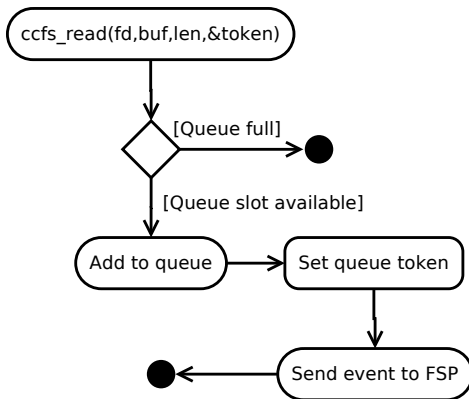 ccfs_read(fd,buf,len,&token)
[Queue full]
[Queue slot available]
Add to queue
Set queue token
Send event to FSP